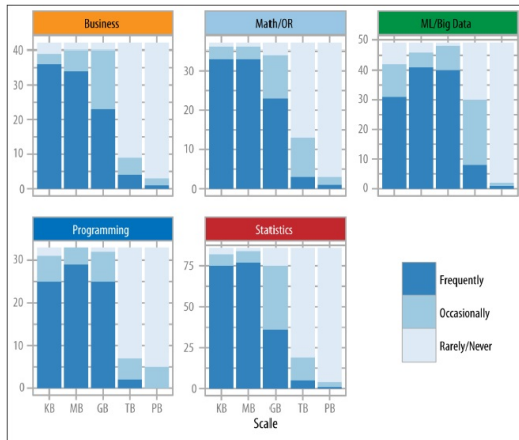 Business
Math/OR
ML/Big Data
40
30
20
10
0
30
20
10
0
50
40
30
20
10
0
Programming
Statistics
30
20
10
0
75
50
25
0
KB MB GB TB PB
KB MB GB TB PB
Scale
Frequently
Occasionally
Rarely/Never